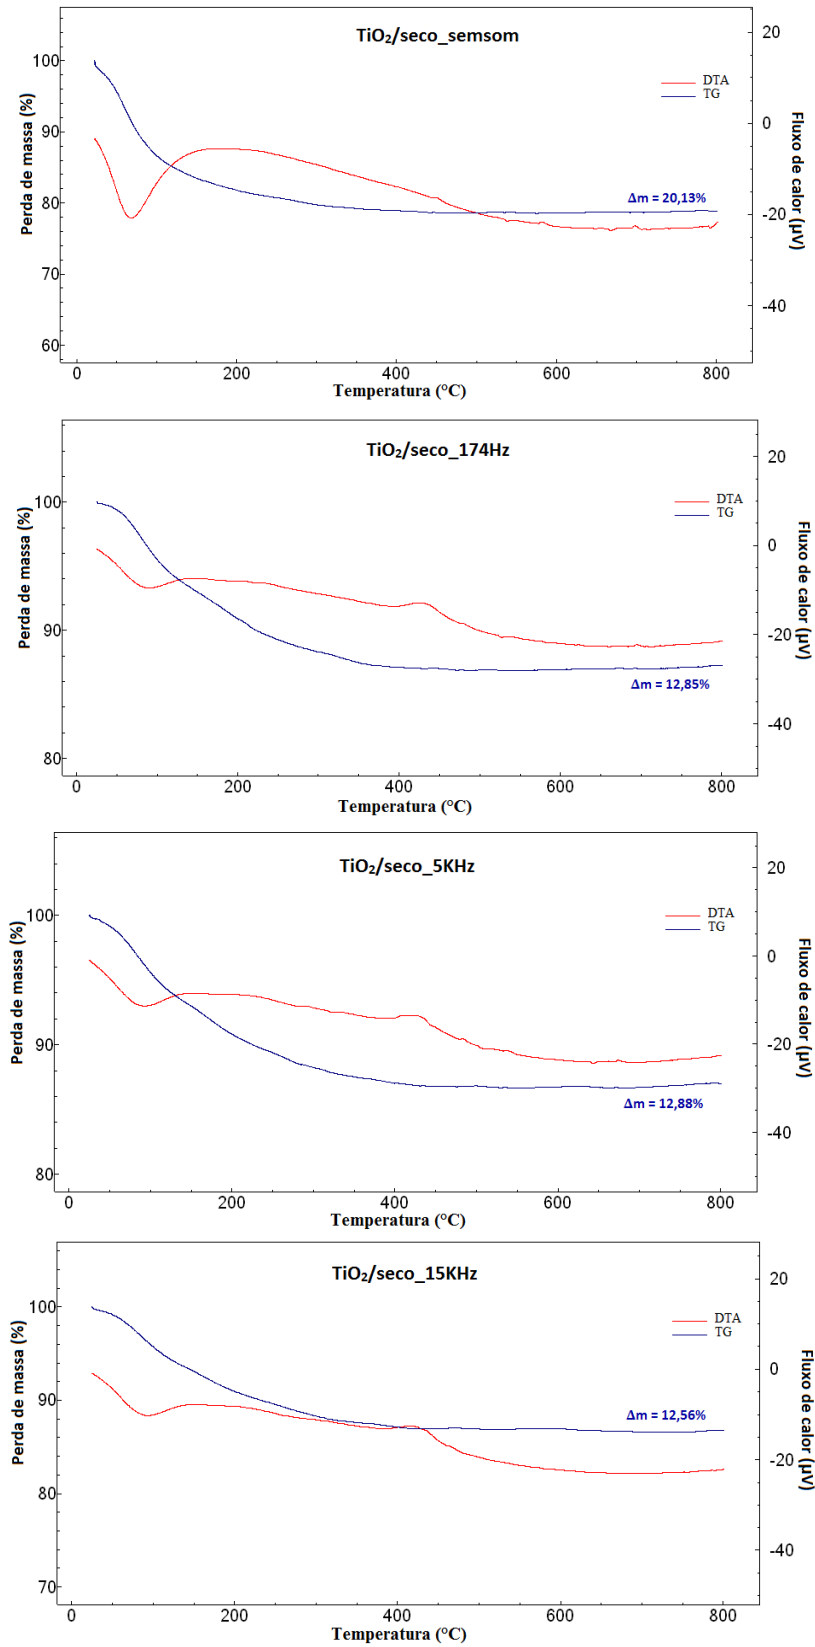 TiO₂/seco_semsom
DTA
TG
Δm = 20,13%
Perda de massa (%)
100
90
80
70
60
Fluxo de calor (µV)
20
0
-20
-40
0 200 400 600 800
Temperatura (°C)
TiO₂/seco_174Hz
DTA
TG
Δm = 12,85%
Perda de massa (%)
100
90
80
Fluxo de calor (µV)
20
0
-20
-40
0 200 400 600 800
Temperatura (°C)
TiO₂/seco_5KHz
DTA
TG
Δm = 12,88%
Perda de massa (%)
100
90
80
Fluxo de calor (µV)
20
0
-20
-40
0 200 400 600 800
Temperatura (°C)
TiO₂/seco_15KHz
DTA
TG
Δm = 12,56%
Perda de massa (%)
100
90
80
70
Fluxo de calor (µV)
20
0
-20
-40
0 200 400 600 800
Temperatura (°C)